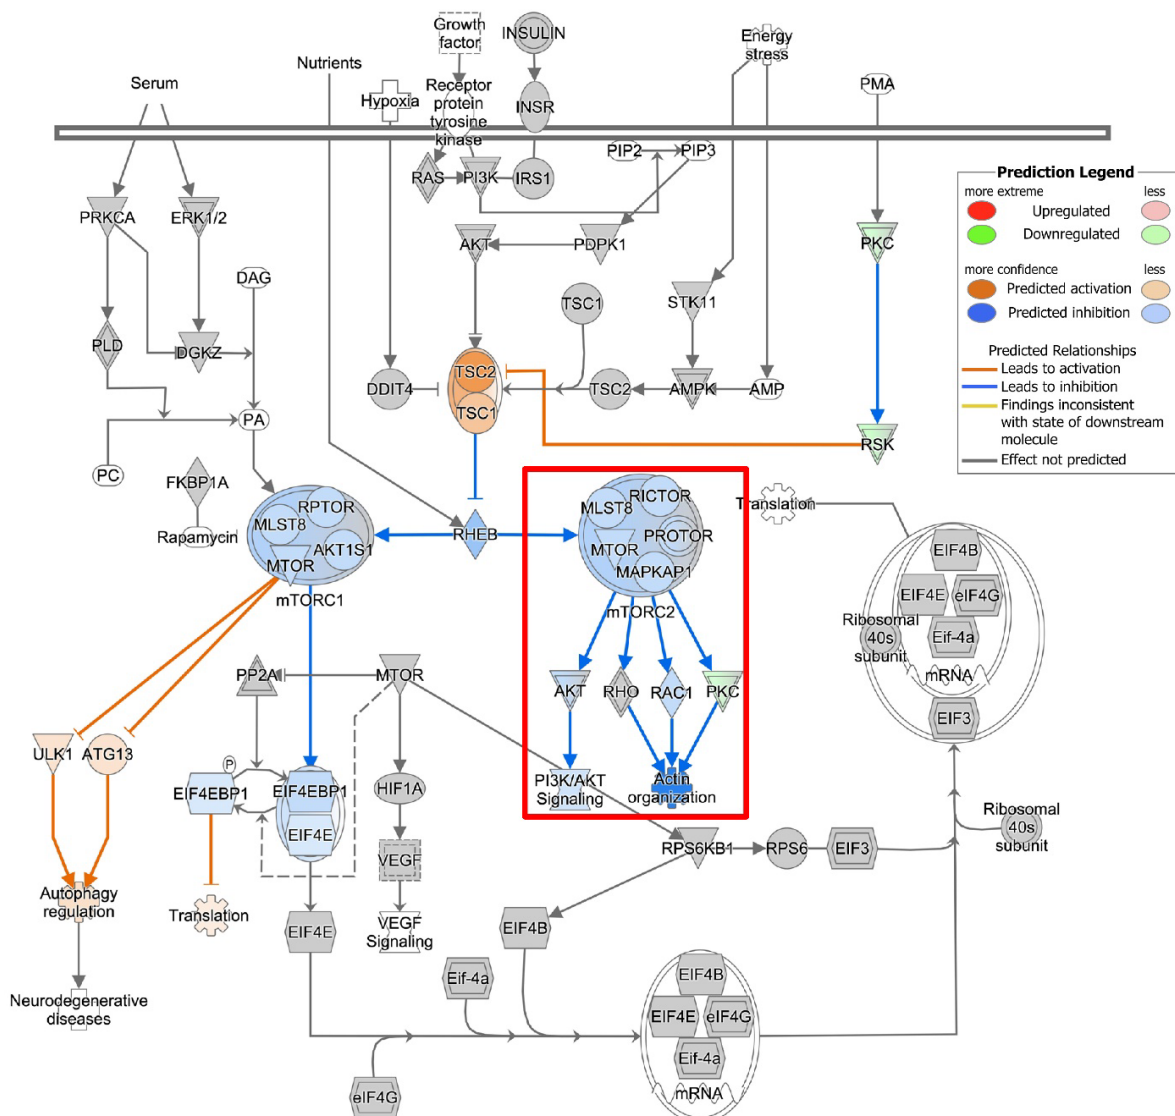 Growth
factor
INSULIN
Energy
stress
Nutrients
Serum
Hypoxia
Receptor
protein
tyrosine
kinase
INSR
PMA
PIP2
PIP3
RAS
PI3K
IRS1
PRKCA
ERK1/2
AKT
PDPK1
PKC
DAG
TSC1
STK11
PLD
DGKZ
TSC2
TSC1
DDIT4
TSC2
AMPK
AMP
PA
RSK
PC
FKBP1A
Rapamycin
RPTOR
MLST8
AKT1S1
MTOR
mTORC1
RHEB
RICTOR
MLST8
PROTOR
MTOR
MAPKAP1
mTORC2
Translation
EIF4B
EIF4E
eIF4G
Ribosomal
40s
subunit
Eif-4a
mRNA
EIF3
PP2A
MTOR
AKT
RHO
RAC1
PKC
ULK1
ATG13
P
EIF4EBP1
EIF4EBP1
EIF4E
HIF1A
PI3K/AKT
Signaling
Actin
organization
VEGF
RPS6KB1
RPS6
EIF3
Ribosomal
40s
subunit
Autophagy
regulation
Translation
EIF4E
VEGF
Signaling
EIF4B
Neurodegenerative
diseases
Eif-4a
eIF4G
EIF4B
EIF4E
eIF4G
Eif-4a
mRNA
Prediction Legend
more extreme less
Upregulated
Downregulated
more confidence less
Predicted activation
Predicted inhibition
Predicted Relationships
Leads to activation
Leads to inhibition
Findings inconsistent
with state of downstream
molecule
Effect not predicted